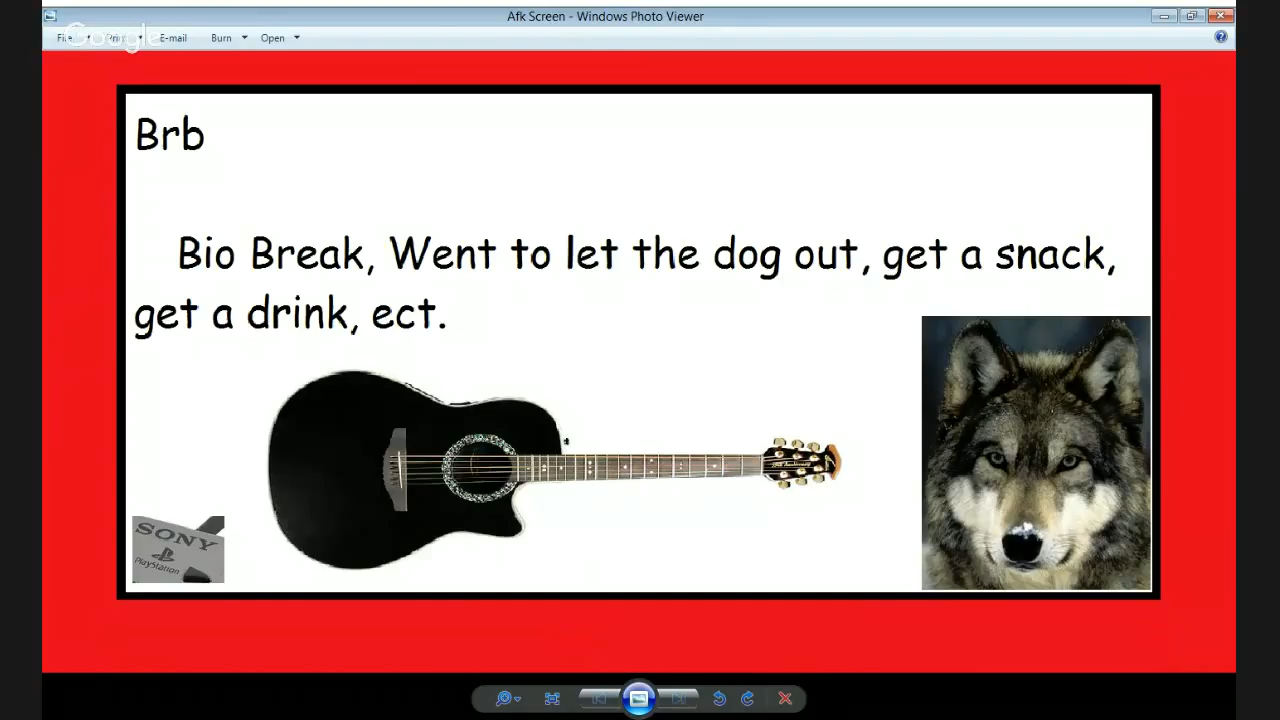 Afk Screen - Windows Photo Viewer
File Print E-mail Burn Open
Google
Brb
Bio Break, Went to let the dog out, get a snack,
get a drink, ect.
SONY
PlayStation